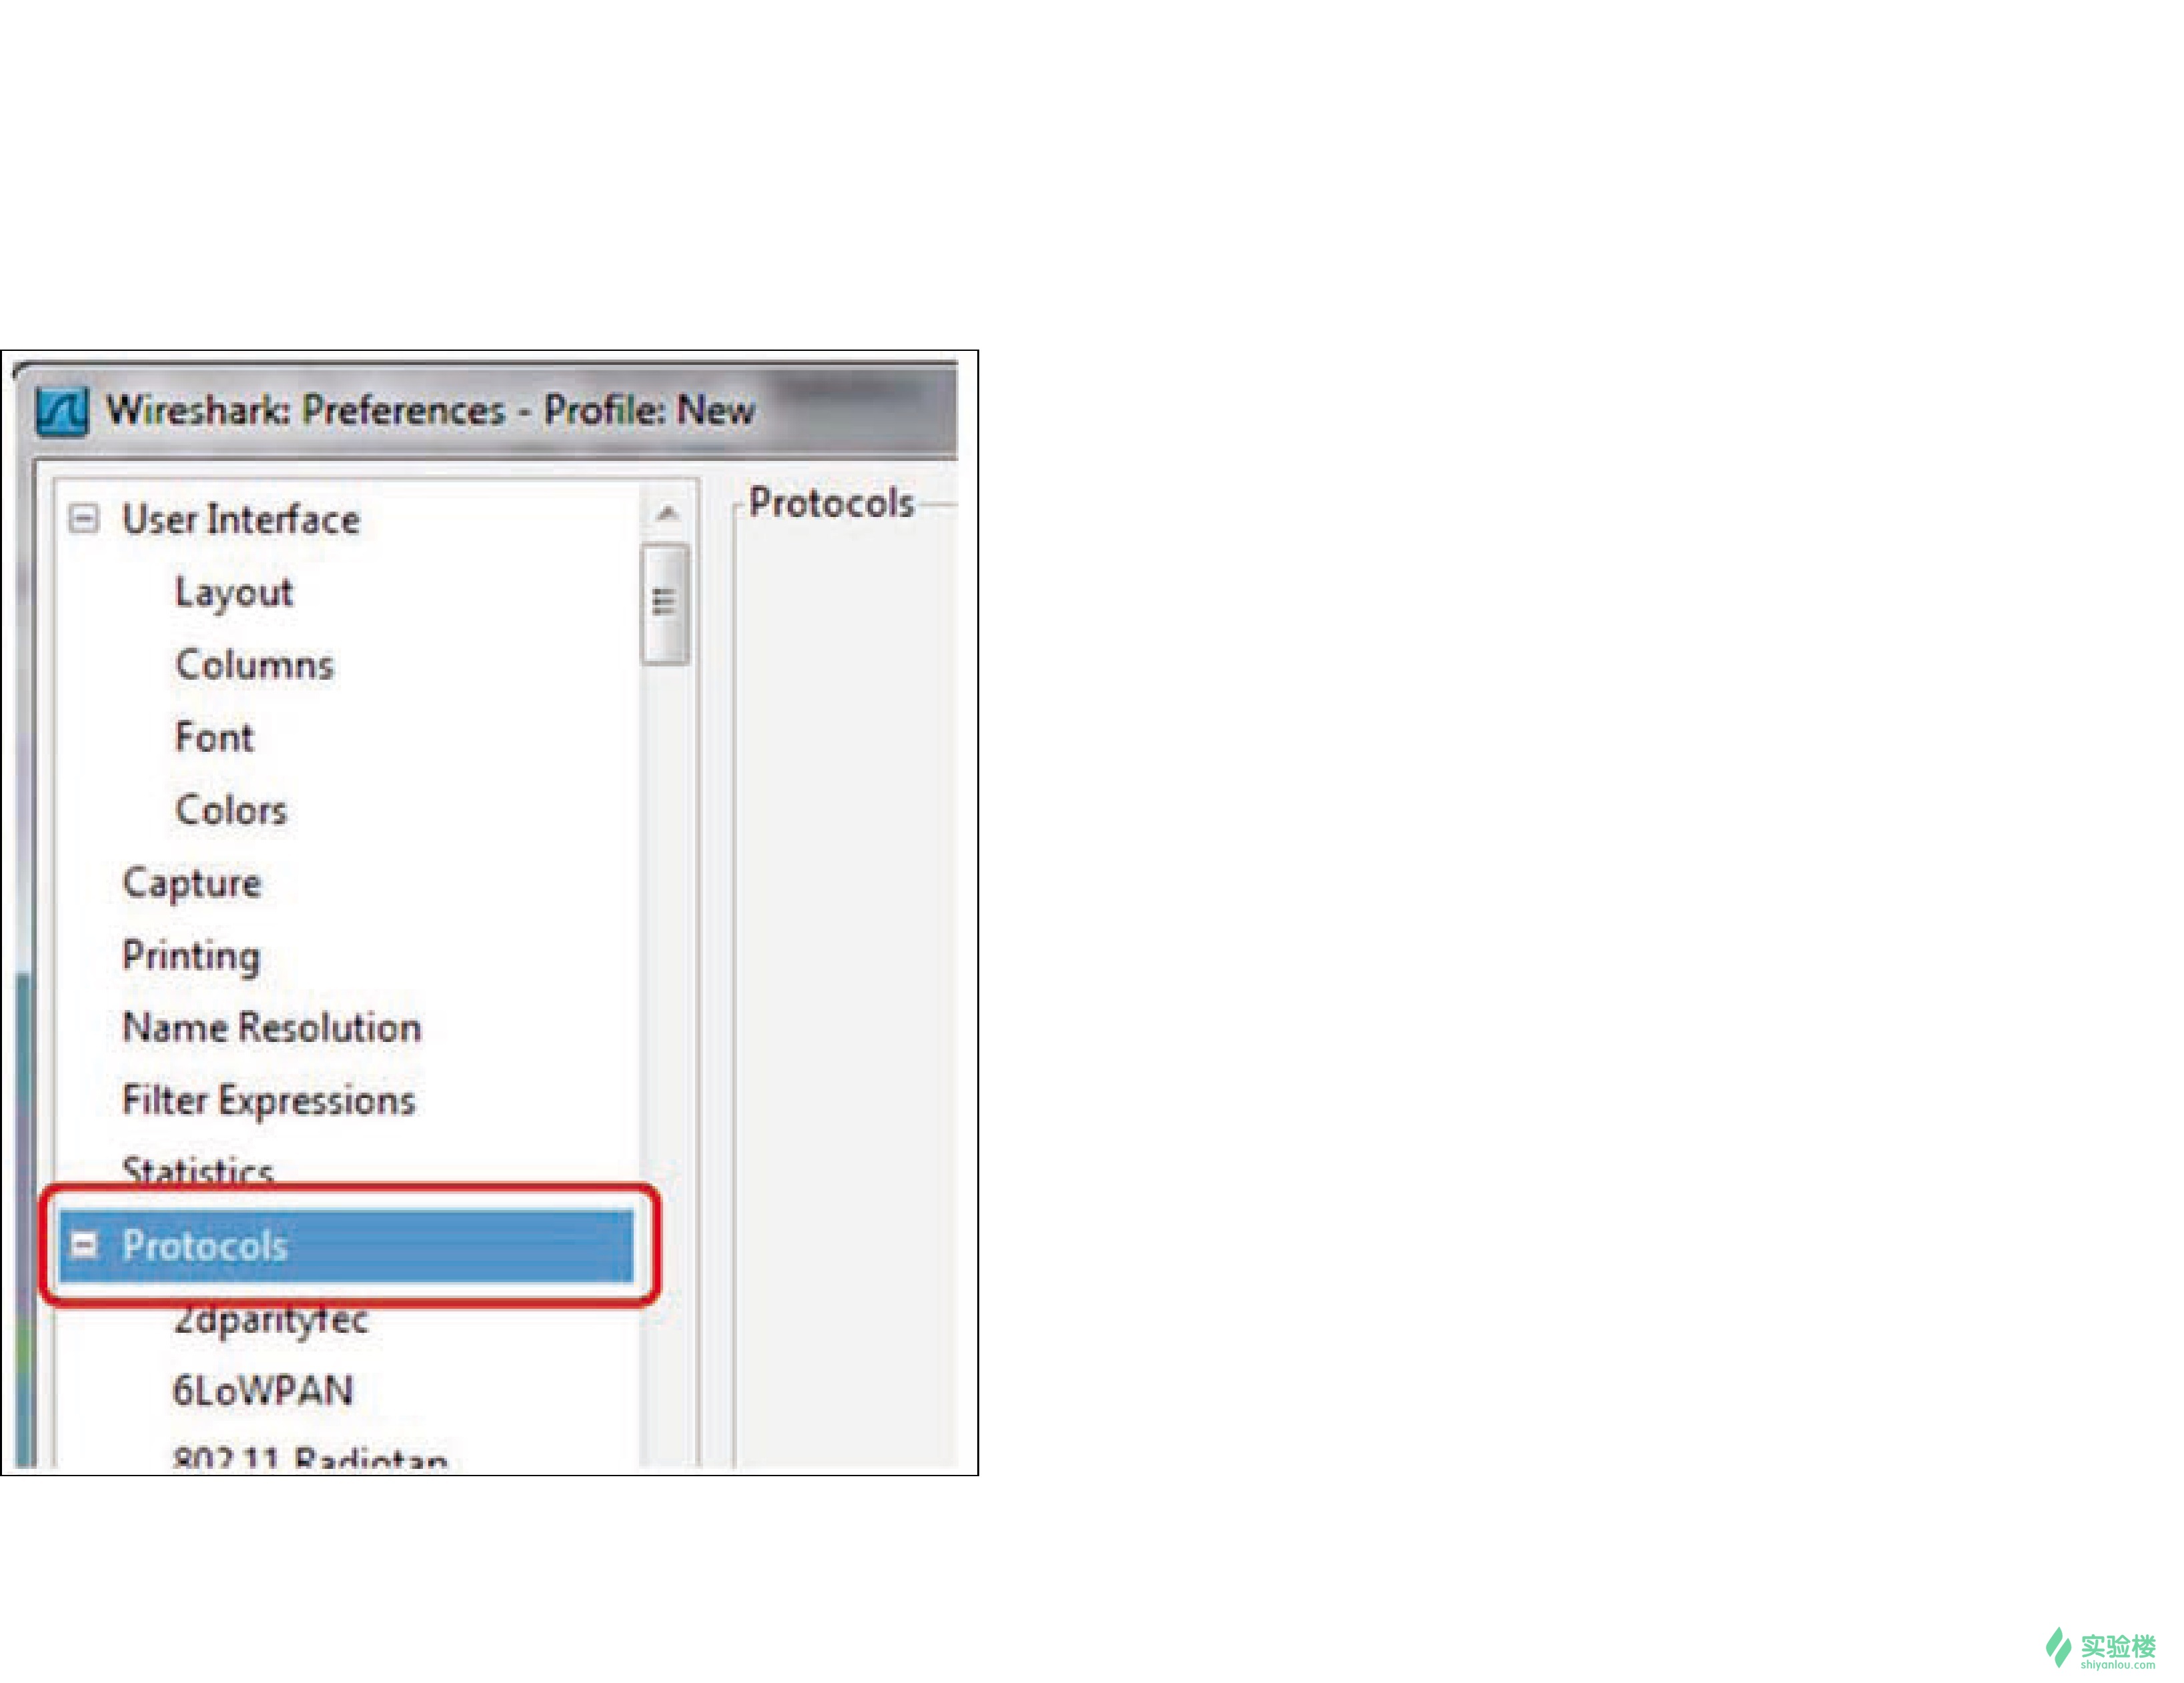 Wireshark: Preferences - Profile: New
User Interface
Layout
Columns
Font
Colors
Capture
Printing
Name Resolution
Filter Expressions
Statistics
Protocols
2dparityfec
6LoWPAN
802.11 Radiotap
Protocols
实验楼
shiyanlou.com